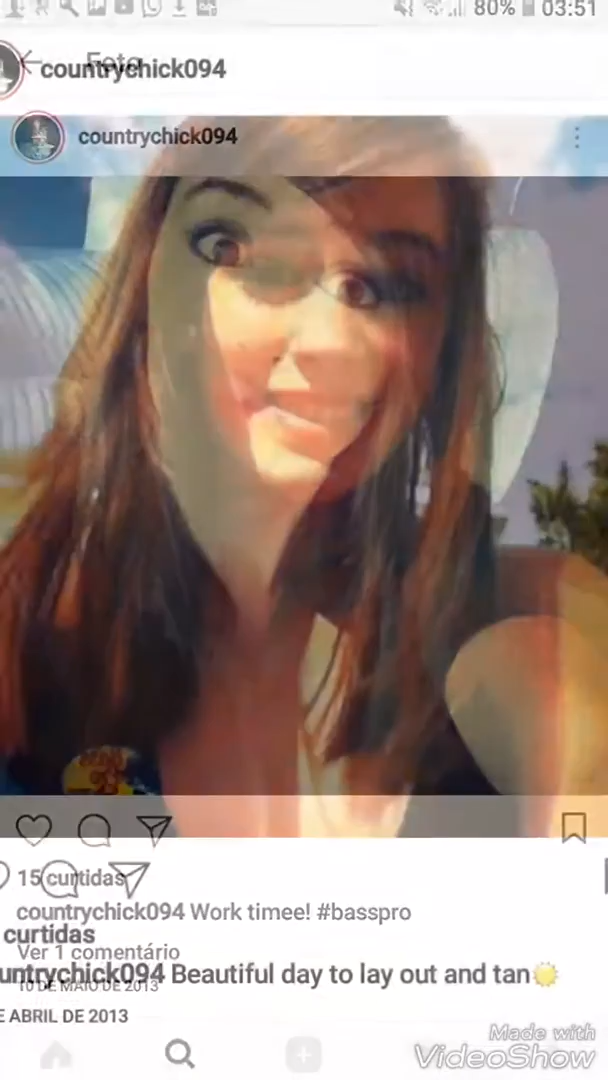 80% 03:51
Foto
countrychick094
countrychick094
15 curtidas
countrychick094 Work timee! #basspro
curtidas
Ver 1 comentário
untrychick094 Beautiful day to lay out and tan
10 DE MAIO DE 2013
E ABRIL DE 2013
Made with
VideoShow